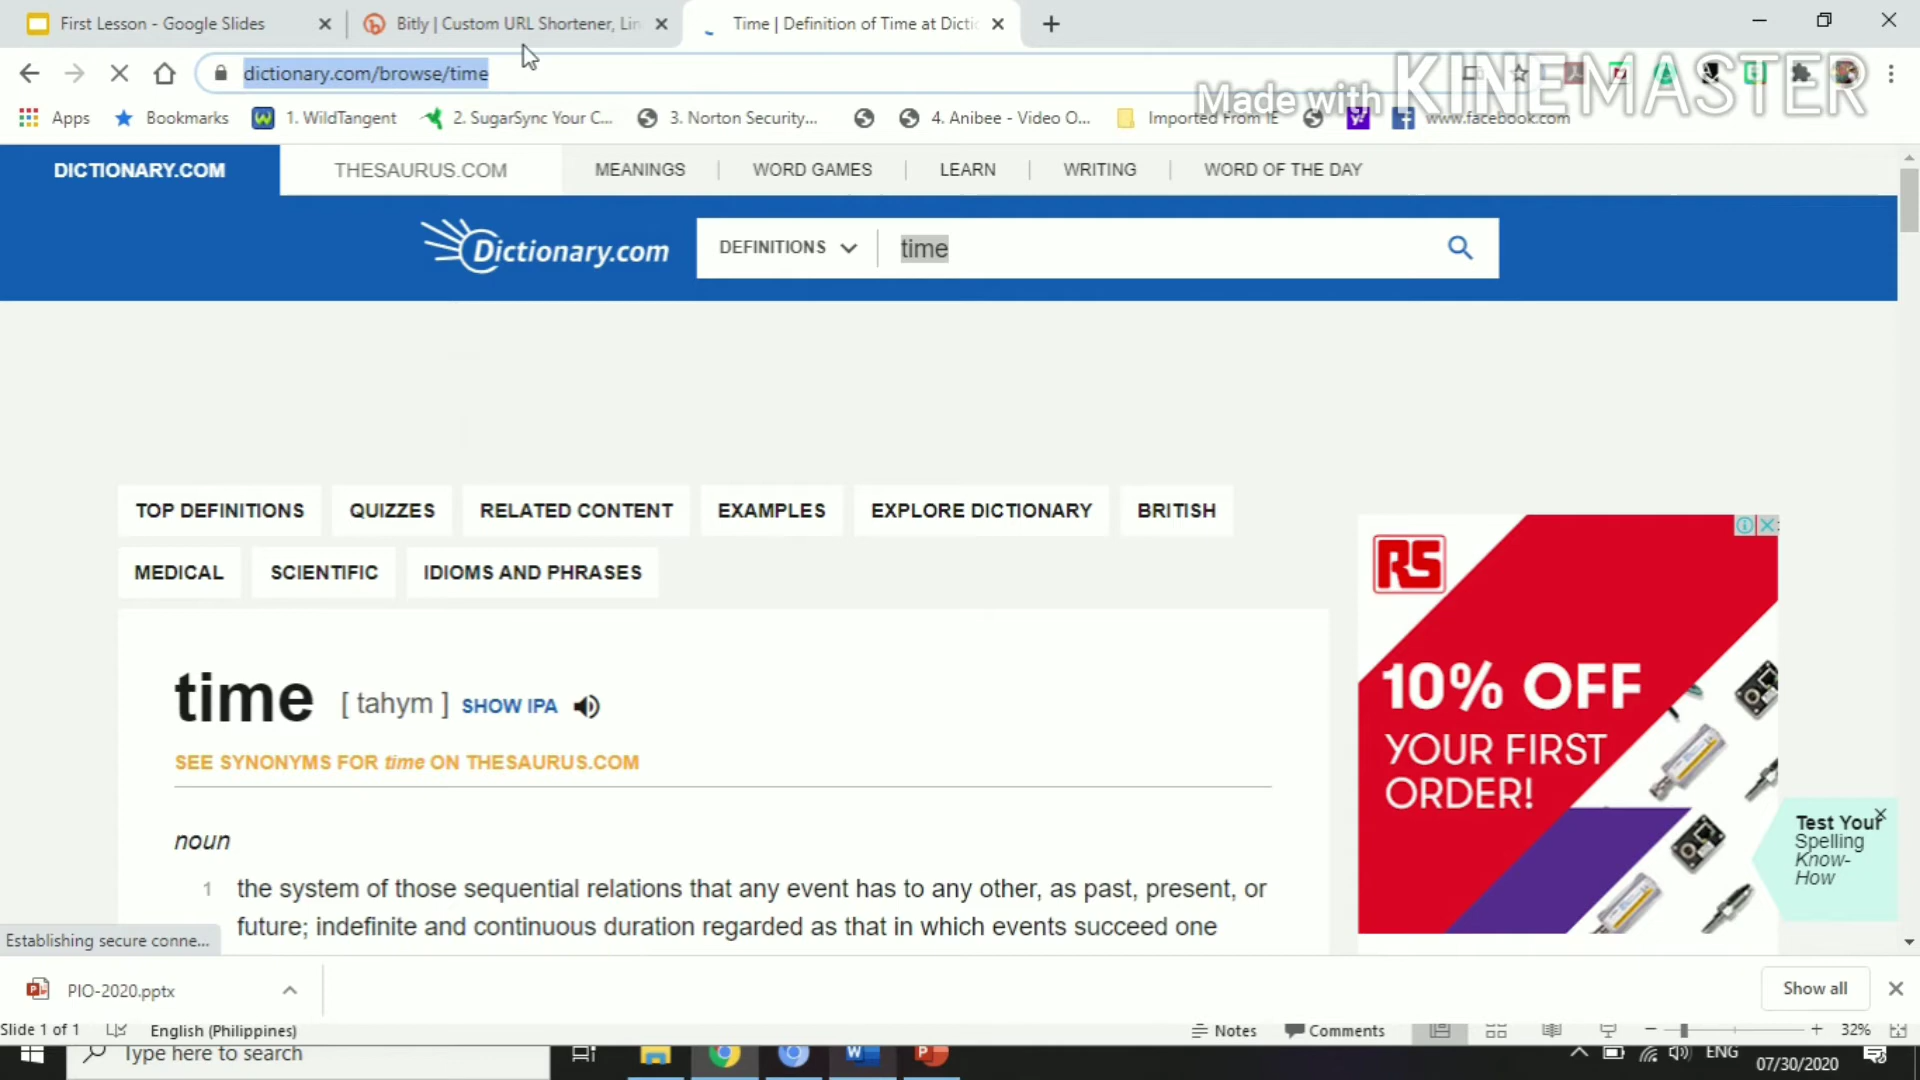 First Lesson - Google Slides
Bitly | Custom URL Shortener, Lin
Time | Definition of Time at Dictio
dictionary.com/browse/time
Made with KINEMASTER
Apps
Bookmarks
1. WildTangent
2. SugarSync Your C...
3. Norton Security...
4. Anibee - Video O...
Imported From IE
www.facebook.com
DICTIONARY.COM
THESAURUS.COM
MEANINGS
WORD GAMES
LEARN
WRITING
WORD OF THE DAY
Dictionary.com
DEFINITIONS
time
TOP DEFINITIONS
QUIZZES
RELATED CONTENT
EXAMPLES
EXPLORE DICTIONARY
BRITISH
MEDICAL
SCIENTIFIC
IDIOMS AND PHRASES
time [ tahym ] SHOW IPA
SEE SYNONYMS FOR time ON THESAURUS.COM
noun
1 the system of those sequential relations that any event has to any other, as past, present, or
future; indefinite and continuous duration regarded as that in which events succeed one
RS
10% OFF
YOUR FIRST
ORDER!
Test Your
Spelling
Know-
How
Establishing secure conne...
PIO-2020.pptx
Show all
Slide 1 of 1
English (Philippines)
Notes
Comments
32%
Type here to search
ENG
07/30/2020